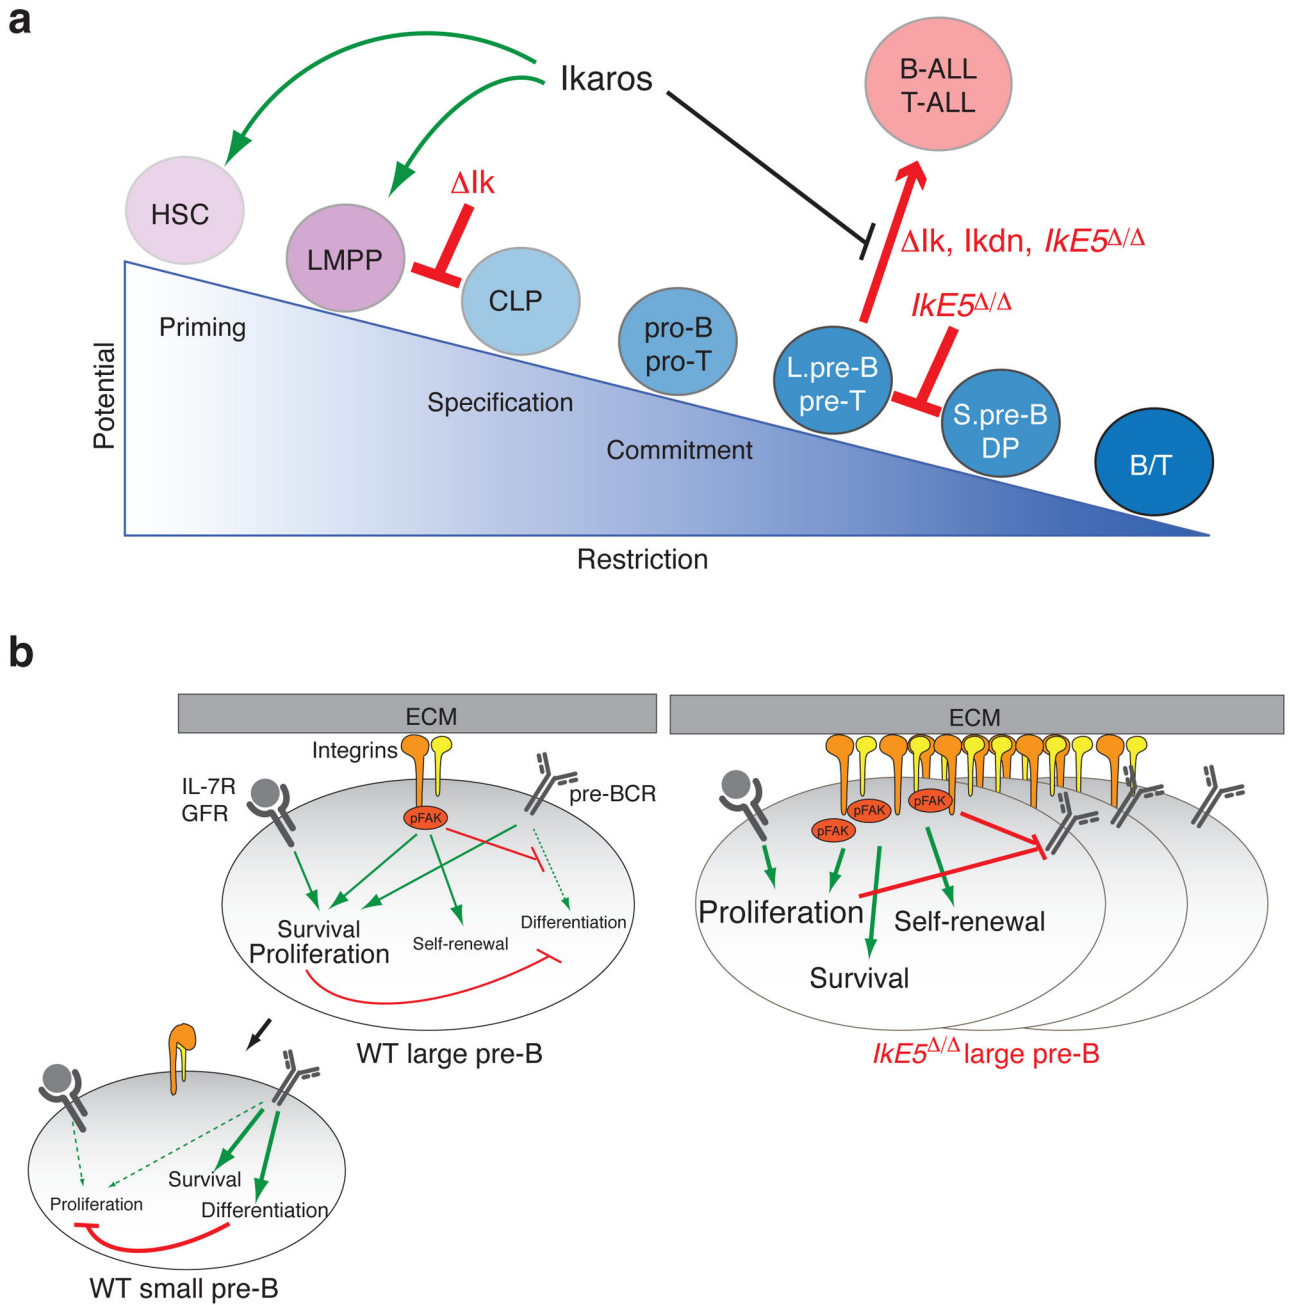 a
Ikaros
B-ALL
T-ALL
HSC
ΔIk
LMPP
ΔIk, Ikdn, IkE5Δ/Δ
CLP
IkE5Δ/Δ
Priming
pro-B
pro-T
L.pre-B
pre-T
S.pre-B
DP
B/T
Potential
Specification
Commitment
Restriction
b
ECM
Integrins
IL-7R
GFR
pre-BCR
pFAK
Survival
Proliferation
Self-renewal
Differentiation
WT large pre-B
ECM
pFAK
pFAK
pFAK
Proliferation
Self-renewal
Survival
IkE5Δ/Δ large pre-B
Survival
Proliferation
Differentiation
WT small pre-B